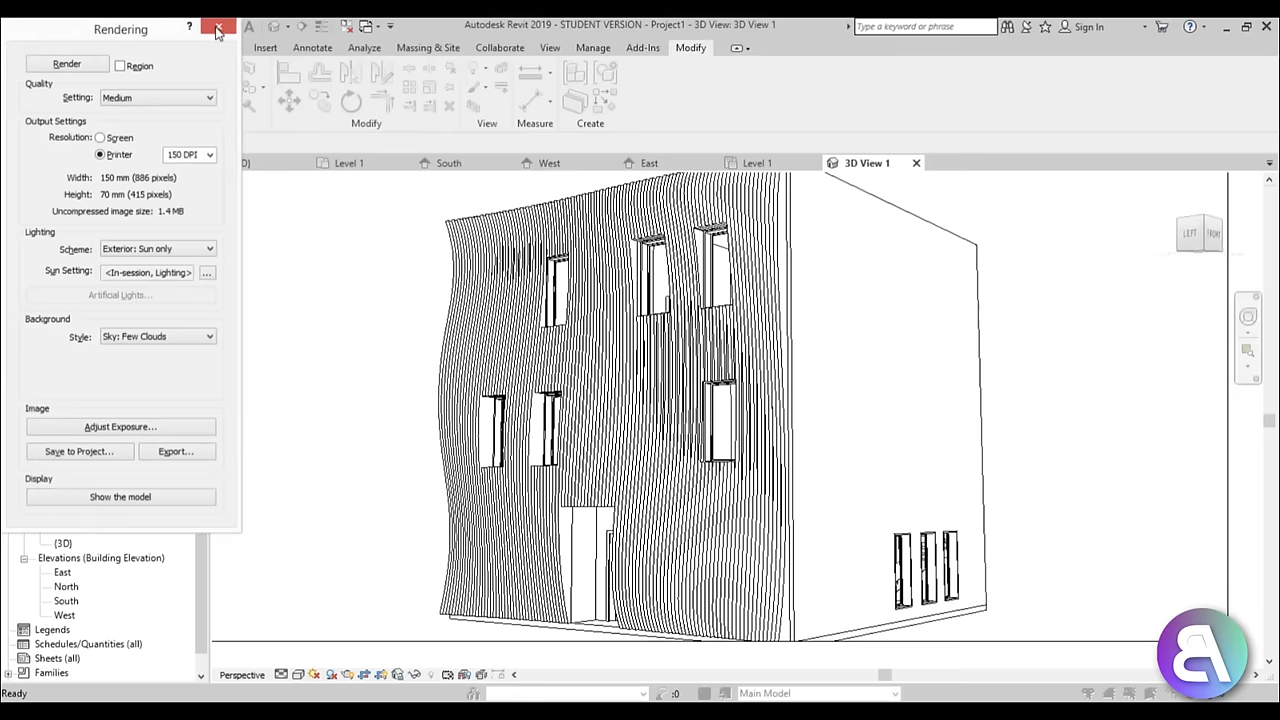 Rendering ? ×
Autodesk Revit 2019 - STUDENT VERSION - Project1 - 3D View: 3D View 1
Type a keyword or phrase
Sign In
Insert Annotate Analyze Massing & Site Collaborate View Manage Add-Ins Modify
Render Region
Quality
Setting: Medium
Output Settings
Resolution: Screen
Printer 150 DPI
Width: 150 mm (886 pixels)
Height: 70 mm (415 pixels)
Uncompressed image size: 1.4 MB
Lighting
Scheme: Exterior: Sun only
Sun Setting: <In-session, Lighting> ...
Artificial Lights...
Background
Style: Sky: Few Clouds
Image
Adjust Exposure...
Save to Project... Export...
Display
Show the model
Modify View Measure Create
Level 1 South West East Level 1 3D View 1
LEFT FRONT
{3D}
Elevations (Building Elevation)
East
North
South
West
Legends
Schedules/Quantities (all)
Sheets (all)
Families
Perspective
Ready
:0
Main Model
B